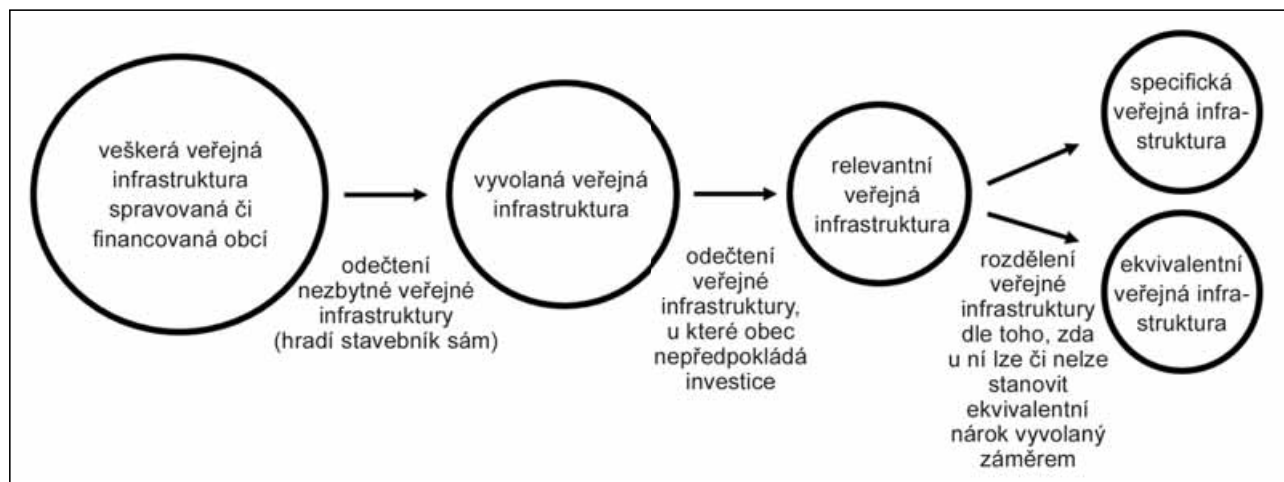 veškerá veřejná
infrastruktura
spravovaná či
financovaná obcí
odečtení
nezbytné veřejné
infrastruktury
(hradí stavebník sám)
vyvolaná veřejná
infrastruktura
odečtení
veřejné
infrastruktury,
u které obec
nepředpokládá
investice
relevantní
veřejná
infrastruktura
rozdělení
veřejné
infrastruktury
dle toho, zda
u ní lze či nelze
stanovit
ekvivalentní
nárok vyvolaný
záměrem
specifická
veřejná infra-
struktura
ekvivalentní
veřejná infra-
struktura